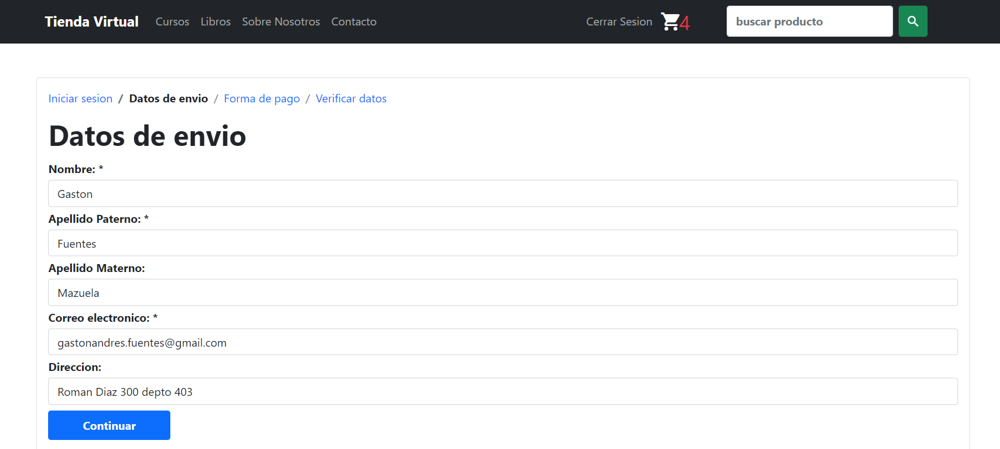 Tienda Virtual Cursos Libros Sobre Nosotros Contacto Cerrar Sesion 4 buscar producto
Iniciar sesion / Datos de envio / Forma de pago / Verificar datos
Datos de envio
Nombre: *
Gaston
Apellido Paterno: *
Fuentes
Apellido Materno:
Mazuela
Correo electronico: *
gastonandres.fuentes@gmail.com
Direccion:
Roman Diaz 300 depto 403
Continuar